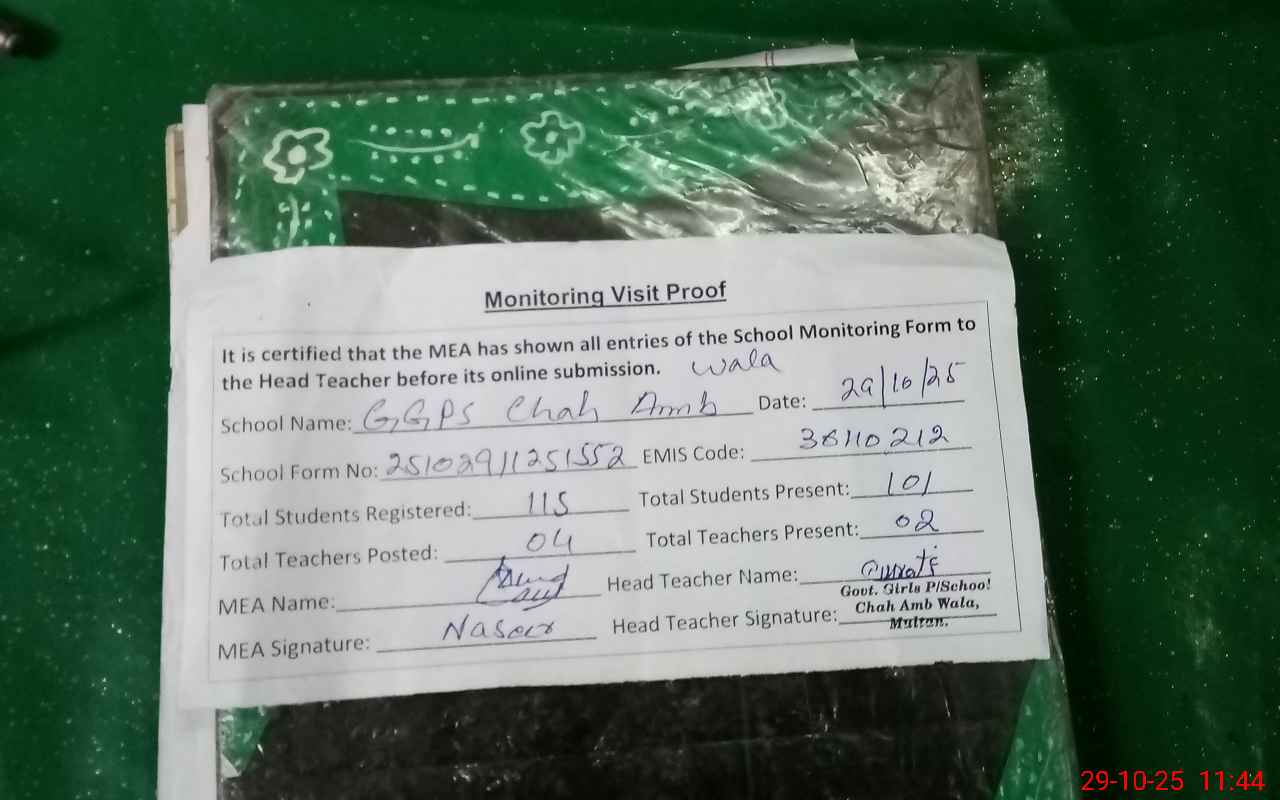 Monitoring Visit Proof
It is certified that the MEA has shown all entries of the School Monitoring Form to
the Head Teacher before its online submission. wala
School Name: GGPS Chah Amb Date: 29/10/25
School Form No: 25102911251552 EMIS Code: 36110212
Total Students Registered: 115 Total Students Present: 101
Total Teachers Posted: 04 Total Teachers Present: 02
MEA Name: Head Teacher Name:
Govt. Girls P/School
MEA Signature: Naseer Head Teacher Signature: Chah Amb Wala,
Multan.
29-10-25 11:44